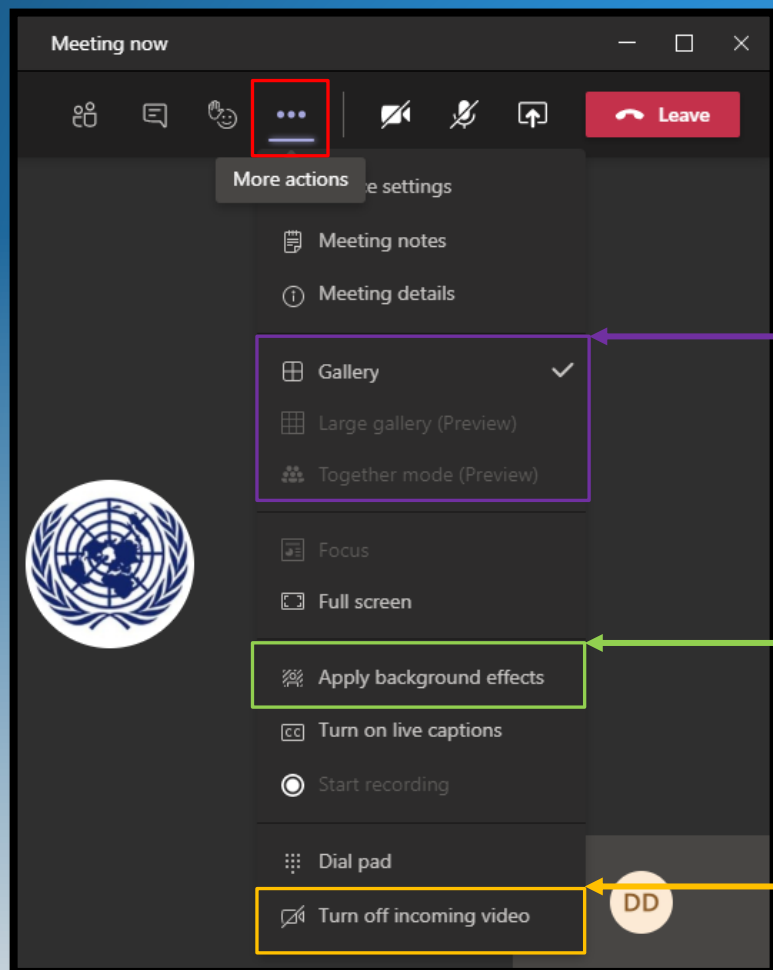 Meeting now
Leave
More actions
e settings
Meeting notes
Meeting details
Gallery
Large gallery (Preview)
Together mode (Preview)
Focus
Full screen
Apply background effects
CC Turn on live captions
Start recording
Dial pad
Turn off incoming video
DD